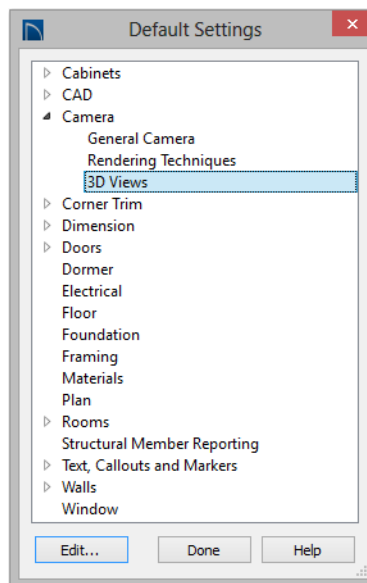 Default Settings
Cabinets
CAD
Camera
General Camera
Rendering Techniques
3D Views
Corner Trim
Dimension
Doors
Dormer
Electrical
Floor
Foundation
Framing
Materials
Plan
Rooms
Structural Member Reporting
Text, Callouts and Markers
Walls
Window
Edit... Done Help